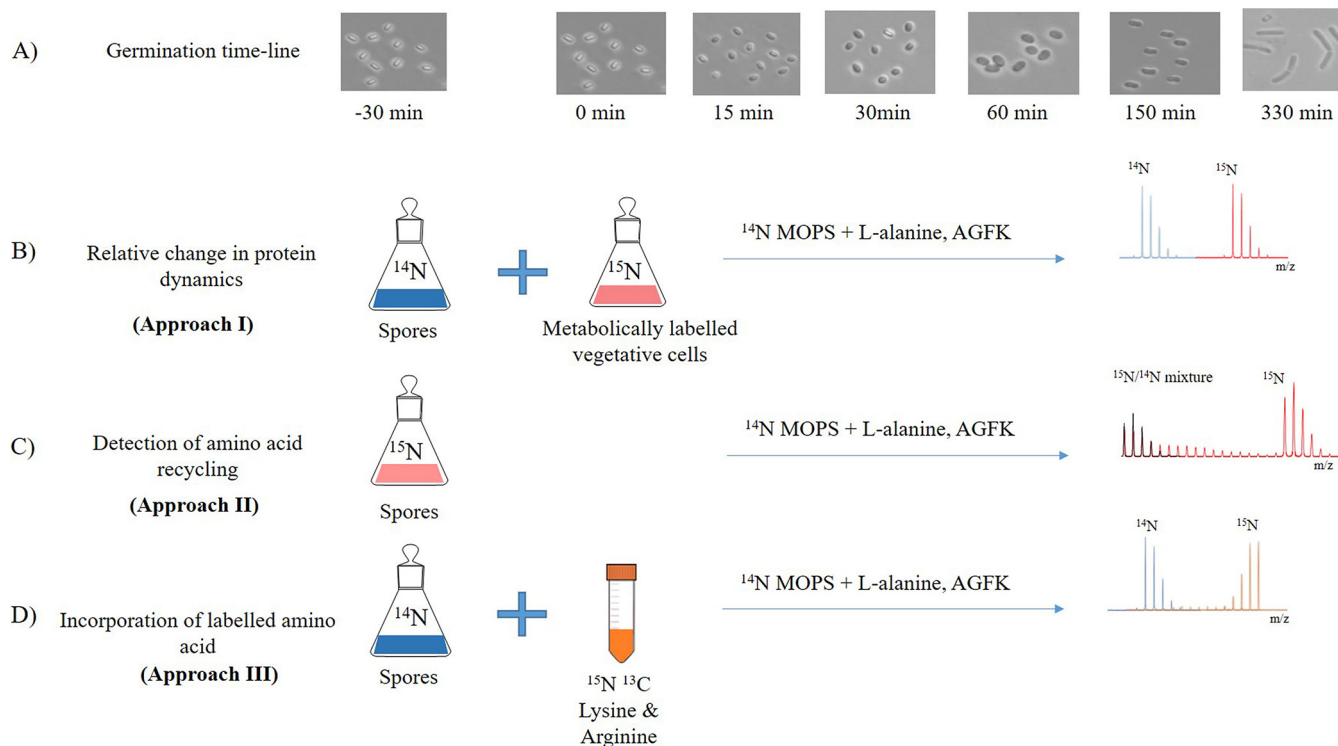 A) Germination time-line
-30 min 0 min 15 min 30min 60 min 150 min 330 min
B) Relative change in protein
dynamics
(Approach I)
¹⁴N
Spores
¹⁵N
Metabolically labelled
vegetative cells
¹⁴N MOPS + L-alanine, AGFK
¹⁴N ¹⁵N
m/z
C) Detection of amino acid
recycling
(Approach II)
¹⁵N
Spores
¹⁴N MOPS + L-alanine, AGFK
¹⁵N/¹⁴N mixture ¹⁵N
m/z
D) Incorporation of labelled amino
acid
(Approach III)
¹⁴N
Spores
¹⁵N ¹³C
Lysine &
Arginine
¹⁴N MOPS + L-alanine, AGFK
¹⁴N ¹⁵N
m/z